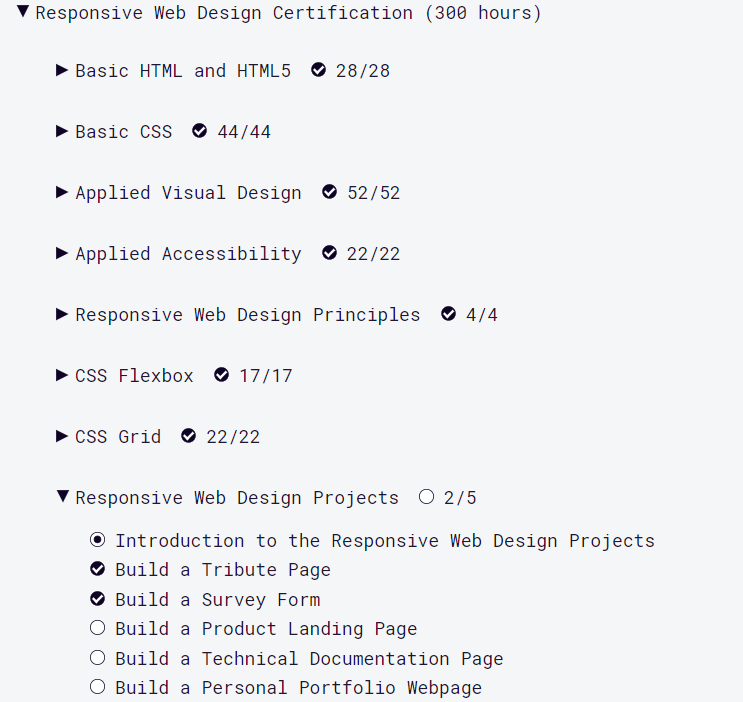 Responsive Web Design Certification (300 hours)
Basic HTML and HTML5 28/28
Basic CSS 44/44
Applied Visual Design 52/52
Applied Accessibility 22/22
Responsive Web Design Principles 4/4
CSS Flexbox 17/17
CSS Grid 22/22
Responsive Web Design Projects 2/5
Introduction to the Responsive Web Design Projects
Build a Tribute Page
Build a Survey Form
Build a Product Landing Page
Build a Technical Documentation Page
Build a Personal Portfolio Webpage